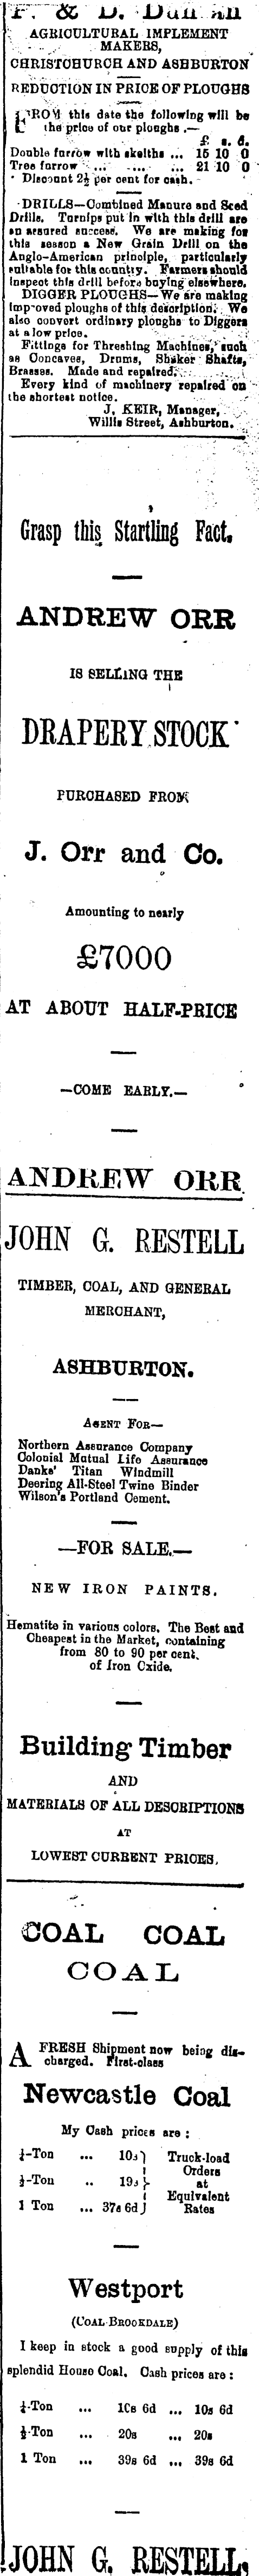 P. & D. Duncan
AGRICULTURAL IMPLEMENT
MAKERS,
CHRISTCHURCH AND ASHBURTON
REDUCTION IN PRICE OF PLOUGHS
FROM this date the following will be
the price of our ploughs.—
£ s. d.
Double furrow with skeiths ... 15 10 0
Tree farrow ... ... ... 21 10 0
Discount 2½ per cent for cash.
DRILLS—Combined Manure and Seed
Drills. Turnips put in with this drill are
an assured success. We are making for
this season a New Grain Drill on the
Anglo-American principle, particularly
suitable for this country. Farmers should
inspect this drill before buying elsewhere.
DIGGER PLOUGHS—We are making
improved ploughs of this description. We
also convert ordinary ploughs to Diggers
at a low price.
Fittings for Threshing Machines, such
as Concaves, Drums, Shaker Shafts,
Brasses. Made and repaired.
Every kind of machinery repaired on
the shortest notice.
J. KEIR, Manager,
Willis Street, Ashburton.
Grasp this Startling Fact.
ANDREW ORR
IS SELLING THE
DRAPERY STOCK
PURCHASED FROM
J. Orr and Co.
Amounting to nearly
£7000
AT ABOUT HALF-PRICE
—COME EARLY.—
ANDREW ORR.
JOHN G. RESTELL
TIMBER, COAL, AND GENERAL
MERCHANT,
ASHBURTON.
AGENT FOR—
Northern Assurance Company
Colonial Mutual Life Assurance
Danks' Titan Windmill
Deering All-Steel Twine Binder
Wilson's Portland Cement.
—FOR SALE.—
NEW IRON PAINTS.
Hematite in various colors. The Best and
Cheapest in the Market, containing
from 80 to 90 per cent.
of Iron Oxide.
Building Timber
AND
MATERIALS OF ALL DESCRIPTIONS
AT
LOWEST CURRENT PRICES.
COAL COAL
COAL
A FRESH Shipment now being dis-
charged. First-class
Newcastle Coal
My Cash prices are :
¼-Ton ... 10s } Truck-load
Orders
½-Ton .. 19s } at
Equivalent
1 Ton ... 37s 6d } Rates
Westport
(COAL BROOKDALE)
I keep in stock a good supply of this
splendid House Coal. Cash prices are :
¼-Ton ... 10s 6d ... 10s 6d
½-Ton ... 20s ... 20s
1 Ton ... 39s 6d ... 39s 6d
JOHN G. RESTELL,